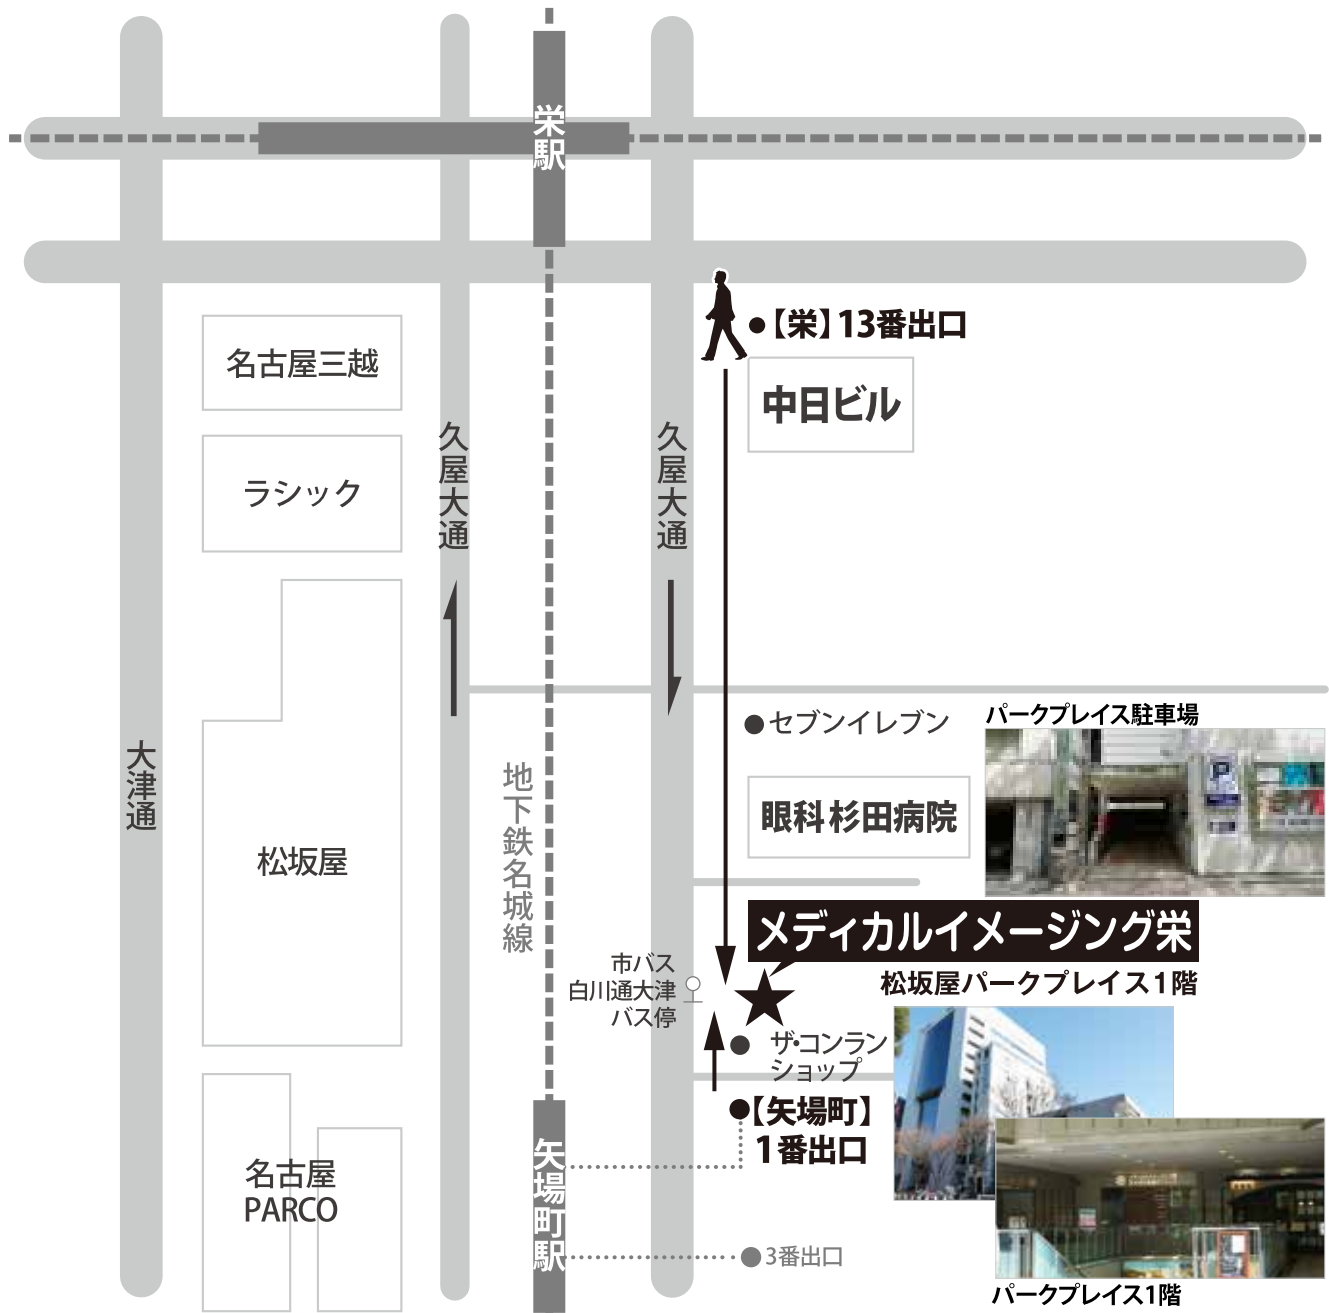 栄駅
【栄】13番出口
名古屋三越
中日ビル
久屋大通
久屋大通
ラシック
大津通
松坂屋
地下鉄名城線
セブンイレブン
パークプレイス駐車場
P
眼科杉田病院
メディカルイメージング栄
松坂屋パークプレイス1階
市バス
白川通大津
バス停
ザ・コンラン
ショップ
【矢場町】
1番出口
矢場町駅
名古屋
PARCO
3番出口
パークプレイス1階